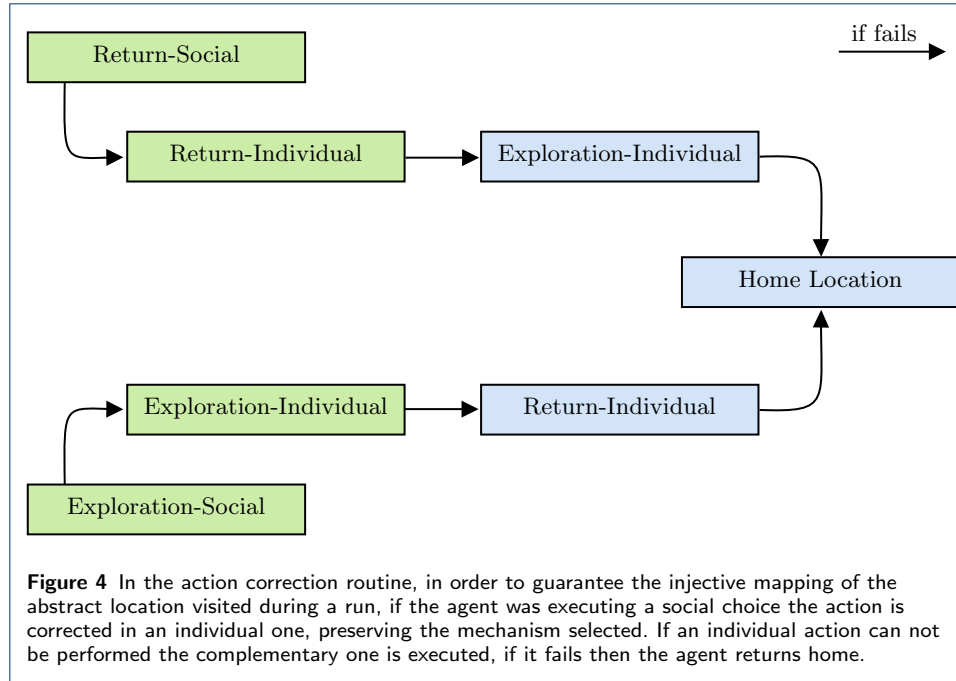 Return-Social
if fails
Return-Individual
Exploration-Individual
Home Location
Exploration-Individual
Return-Individual
Exploration-Social
Figure 4 In the action correction routine, in order to guarantee the injective mapping of the
abstract location visited during a run, if the agent was executing a social choice the action is
corrected in an individual one, preserving the mechanism selected. If an individual action can not
be performed the complementary one is executed, if it fails then the agent returns home.